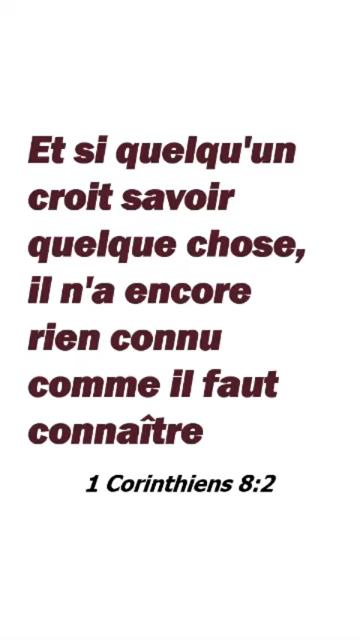 Et si quelqu'un
croit savoir
quelque chose,
il n'a encore
rien connu
comme il faut
connaître
1 Corinthiens 8:2